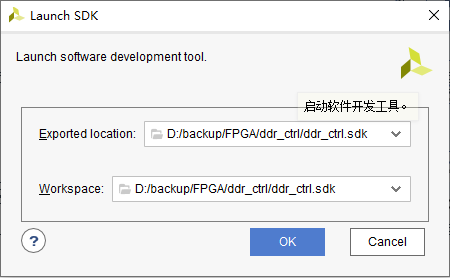 Launch SDK
Launch software development tool.
启动软件开发工具。
Exported location: D:/backup/FPGA/ddr_ctrl/ddr_ctrl.sdk
Workspace: D:/backup/FPGA/ddr_ctrl/ddr_ctrl.sdk
? OK Cancel